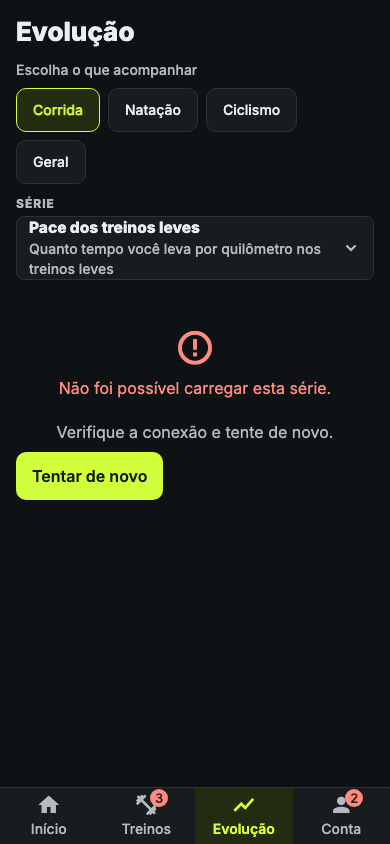 Evolução
Escolha o que acompanhar
Corrida
Natação
Ciclismo
Geral
SÉRIE
Pace dos treinos leves
Quanto tempo você leva por quilômetro nos
treinos leves
Não foi possível carregar esta série.
Verifique a conexão e tente de novo.
Tentar de novo
3
2
Início
Treinos
Evolução
Conta